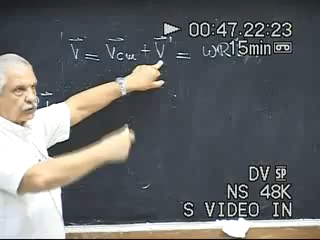 00:47.22:23
V = V_cm + V' = ωR
15min
DV SP
NS 48K
S VIDEO IN